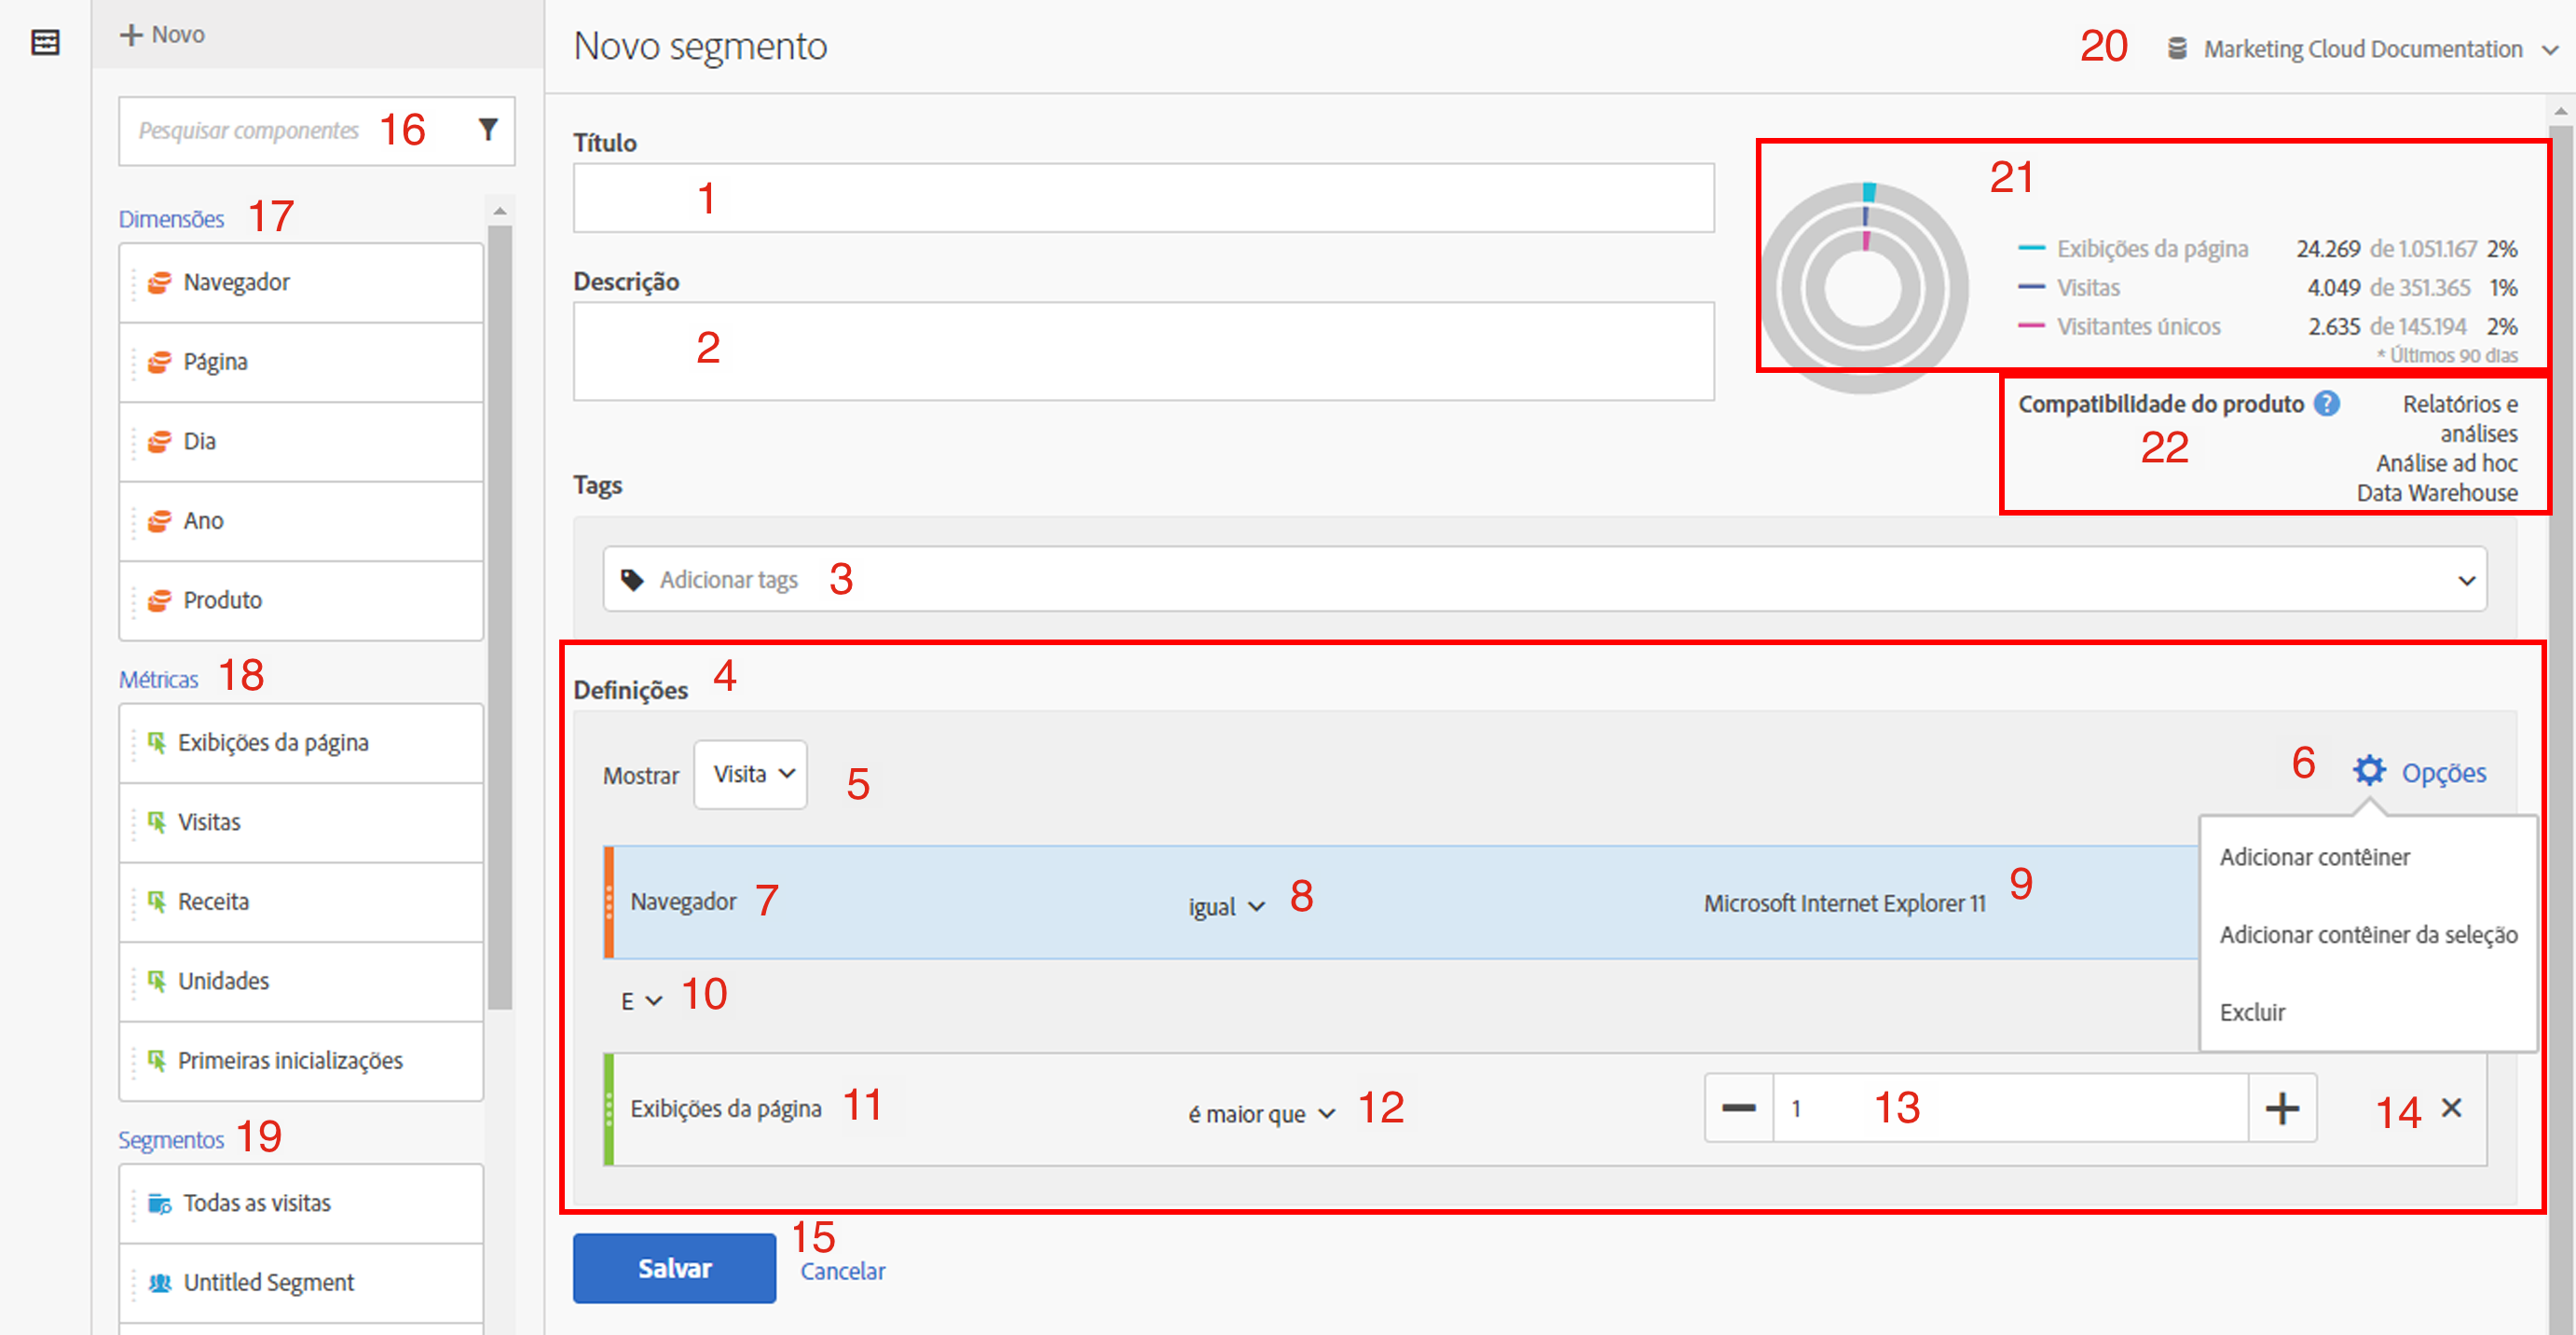 Novo
Pesquisar componentes 16
Dimensões 17
Navegador
Página
Dia
Ano
Produto
Métricas 18
Exibições da página
Visitas
Receita
Unidades
Primeiras inicializações
Segmentos 19
Todas as visitas
Untitled Segment
Novo segmento
20 Marketing Cloud Documentation
Título
1
Descrição
2
21
Exibições da página 24.269 de 1.051.167 2%
Visitas 4.049 de 351.365 1%
Visitantes únicos 2.635 de 145.194 2%
* Últimos 90 dias
Compatibilidade do produto ? Relatórios e
análises
22
Análise ad hoc
Data Warehouse
Tags
Adicionar tags 3
Definições 4
Mostrar Visita 5
6 Opções
Adicionar contêiner
Adicionar contêiner da seleção
Excluir
Navegador 7 igual 8 Microsoft Internet Explorer 11 9
E 10
Exibições da página 11 é maior que 12 1 13 14
Salvar 15 Cancelar